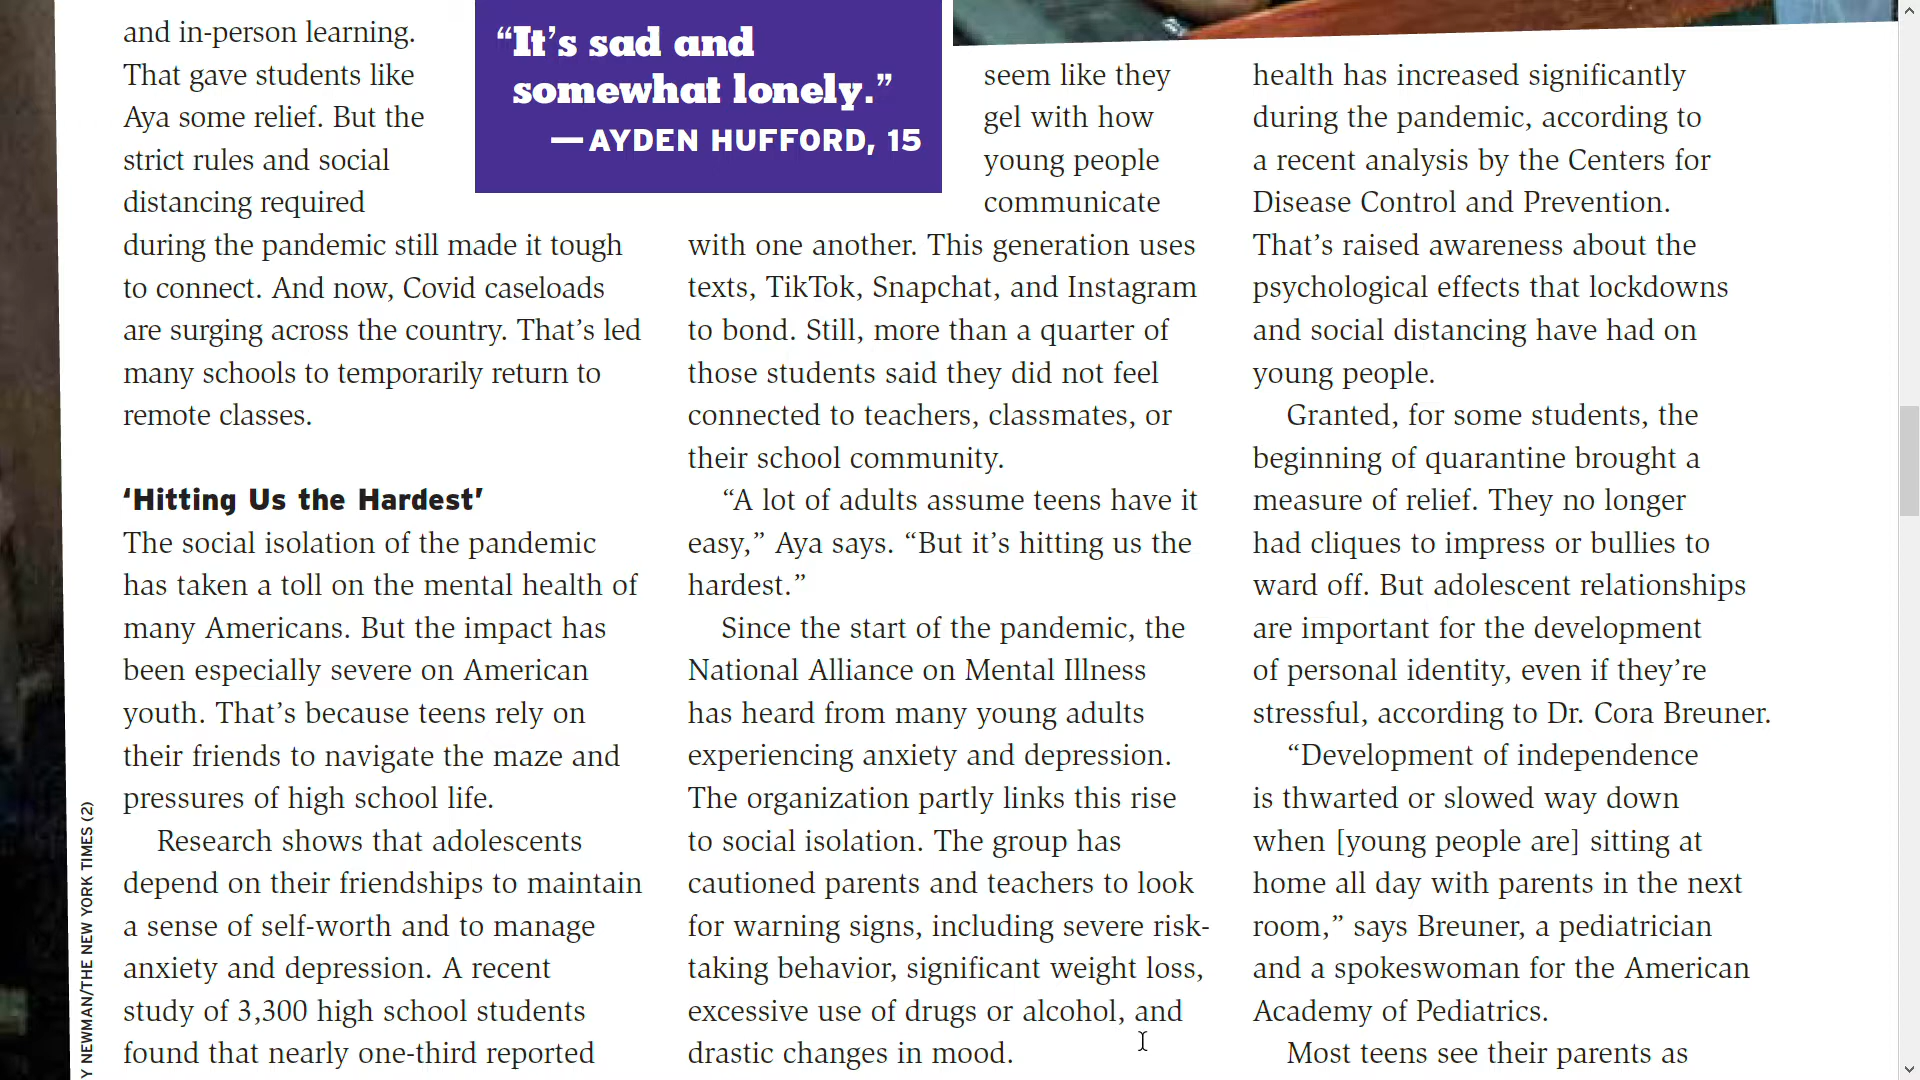 and in-person learning.
That gave students like
Aya some relief. But the
strict rules and social
distancing required
during the pandemic still made it tough
to connect. And now, Covid caseloads
are surging across the country. That’s led
many schools to temporarily return to
remote classes.
‘Hitting Us the Hardest’
The social isolation of the pandemic
has taken a toll on the mental health of
many Americans. But the impact has
been especially severe on American
youth. That’s because teens rely on
their friends to navigate the maze and
pressures of high school life.
Research shows that adolescents
depend on their friendships to maintain
a sense of self-worth and to manage
anxiety and depression. A recent
study of 3,300 high school students
found that nearly one-third reported
“It’s sad and
somewhat lonely.”
— AYDEN HUFFORD, 15
seem like they
gel with how
young people
communicate
with one another. This generation uses
texts, TikTok, Snapchat, and Instagram
to bond. Still, more than a quarter of
those students said they did not feel
connected to teachers, classmates, or
their school community.
“A lot of adults assume teens have it
easy,” Aya says. “But it’s hitting us the
hardest.”
Since the start of the pandemic, the
National Alliance on Mental Illness
has heard from many young adults
experiencing anxiety and depression.
The organization partly links this rise
to social isolation. The group has
cautioned parents and teachers to look
for warning signs, including severe risk-
taking behavior, significant weight loss,
excessive use of drugs or alcohol, and
drastic changes in mood.
health has increased significantly
during the pandemic, according to
a recent analysis by the Centers for
Disease Control and Prevention.
That’s raised awareness about the
psychological effects that lockdowns
and social distancing have had on
young people.
Granted, for some students, the
beginning of quarantine brought a
measure of relief. They no longer
had cliques to impress or bullies to
ward off. But adolescent relationships
are important for the development
of personal identity, even if they’re
stressful, according to Dr. Cora Breuner.
“Development of independence
is thwarted or slowed way down
when [young people are] sitting at
home all day with parents in the next
room,” says Breuner, a pediatrician
and a spokeswoman for the American
Academy of Pediatrics.
Most teens see their parents as
Y NEWMAN/THE NEW YORK TIMES (2)